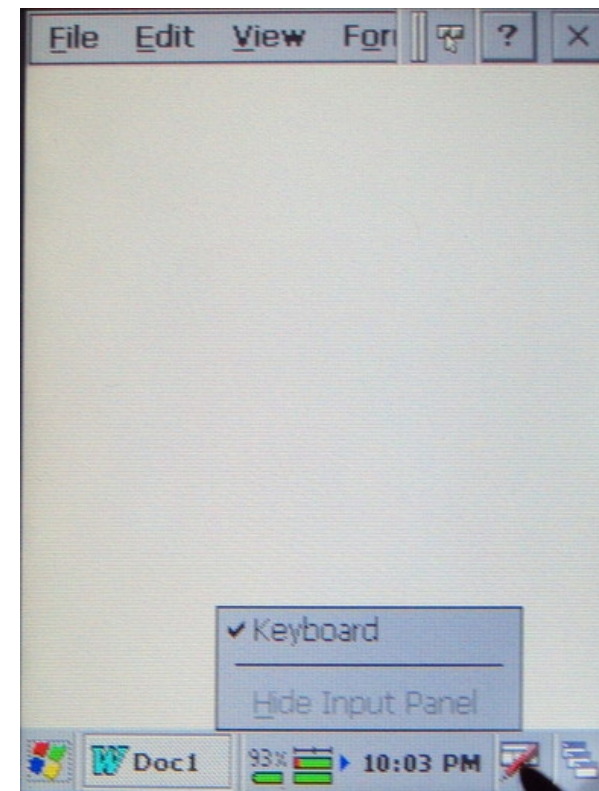 File Edit View For ? ×
Keyboard
Hide Input Panel
W Doc1 93% 10:03 PM